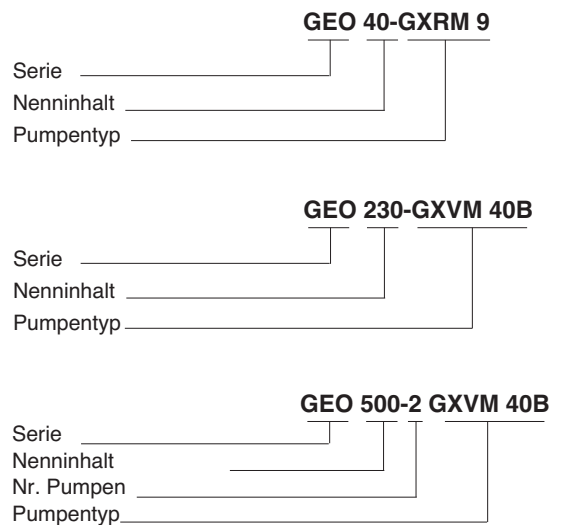 GEO 40-GXRM 9
Serie
Nenninhalt
Pumpentyp
GEO 230-GXVM 40B
Serie
Nenninhalt
Pumpentyp
GEO 500-2 GXVM 40B
Serie
Nenninhalt
Nr. Pumpen
Pumpentyp